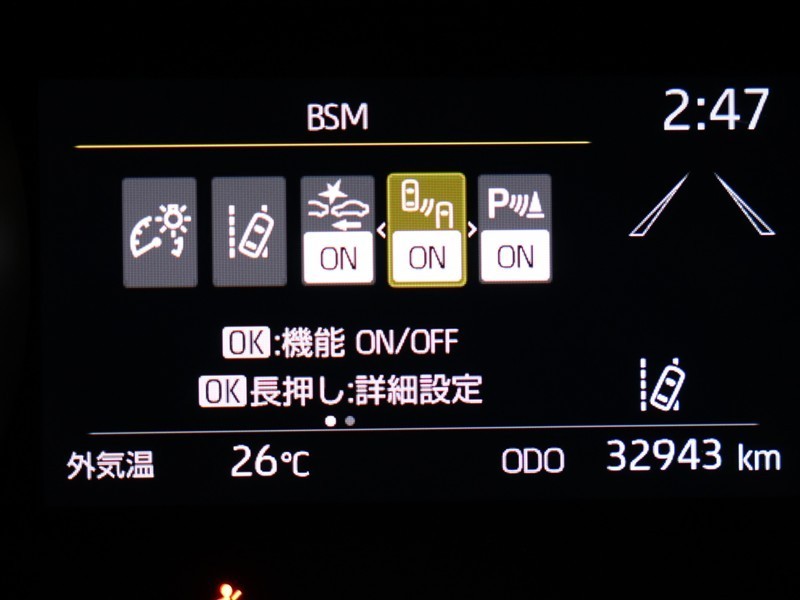 BSM
2:47
ON ON P ON
OK:機能 ON/OFF
OK長押し:詳細設定
外気温 26℃ ODO 32943 km